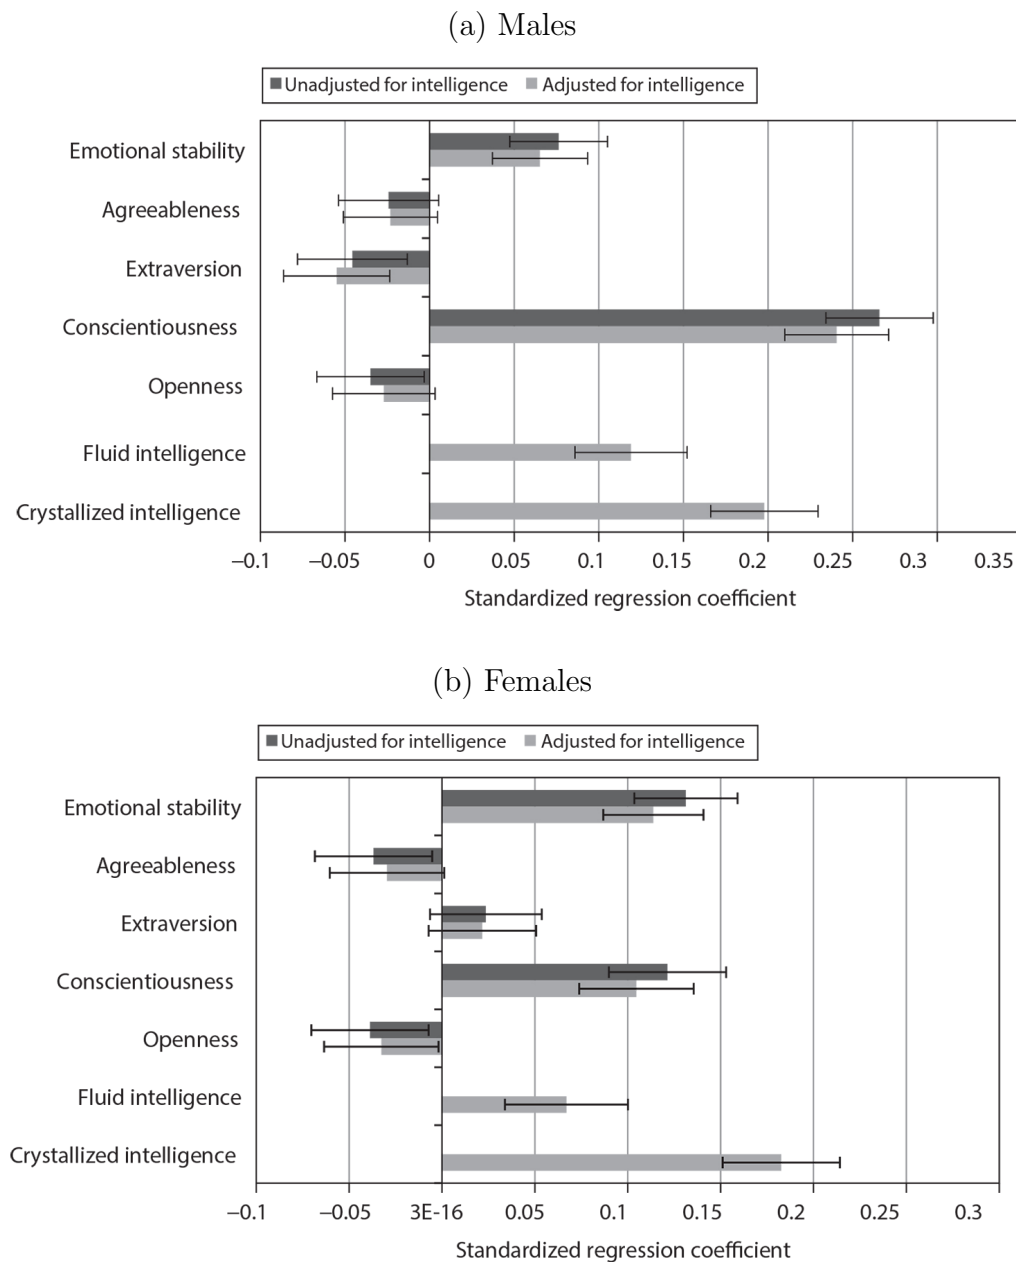 (a) Males
Unadjusted for intelligence Adjusted for intelligence
Emotional stability
Agreeableness
Extraversion
Conscientiousness
Openness
Fluid intelligence
Crystallized intelligence
−0.1 −0.05 0 0.05 0.1 0.15 0.2 0.25 0.3 0.35
Standardized regression coefficient
(b) Females
Unadjusted for intelligence Adjusted for intelligence
Emotional stability
Agreeableness
Extraversion
Conscientiousness
Openness
Fluid intelligence
Crystallized intelligence
−0.1 −0.05 3E-16 0.05 0.1 0.15 0.2 0.25 0.3
Standardized regression coefficient